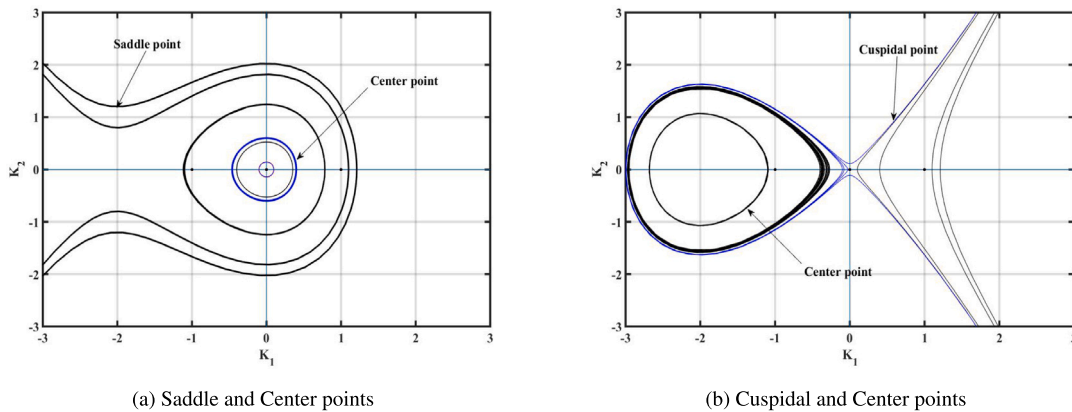 3
2
1
0
-1
-2
-3
-3
-2
-1
0
1
2
3
K2
K1
Saddle point
Center point
(a) Saddle and Center points
3
2
1
0
-1
-2
-3
-3
-2
-1
0
1
2
3
K2
K1
Cuspidal point
Center point
(b) Cuspidal and Center points